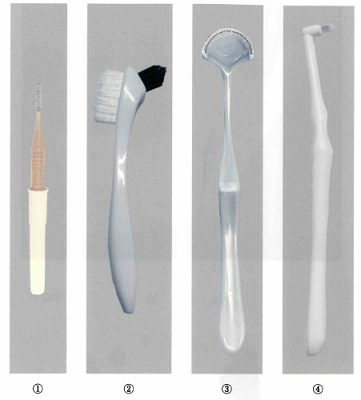 ① ② ③ ④